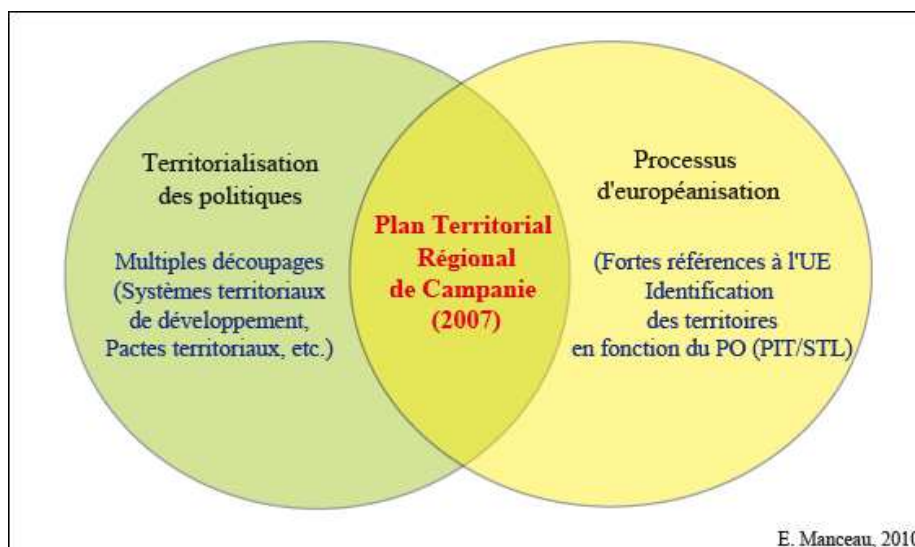 Territorialisation
des politiques
Multiples découpages
(Systèmes territoriaux
de développement,
Pactes territoriaux, etc.)
Plan Territorial
Régional
de Campanie
(2007)
Processus
d'européanisation
(Fortes références à l'UE
Identification
des territoires
en fonction du PO (PIT/STL)
E. Manceau, 2010